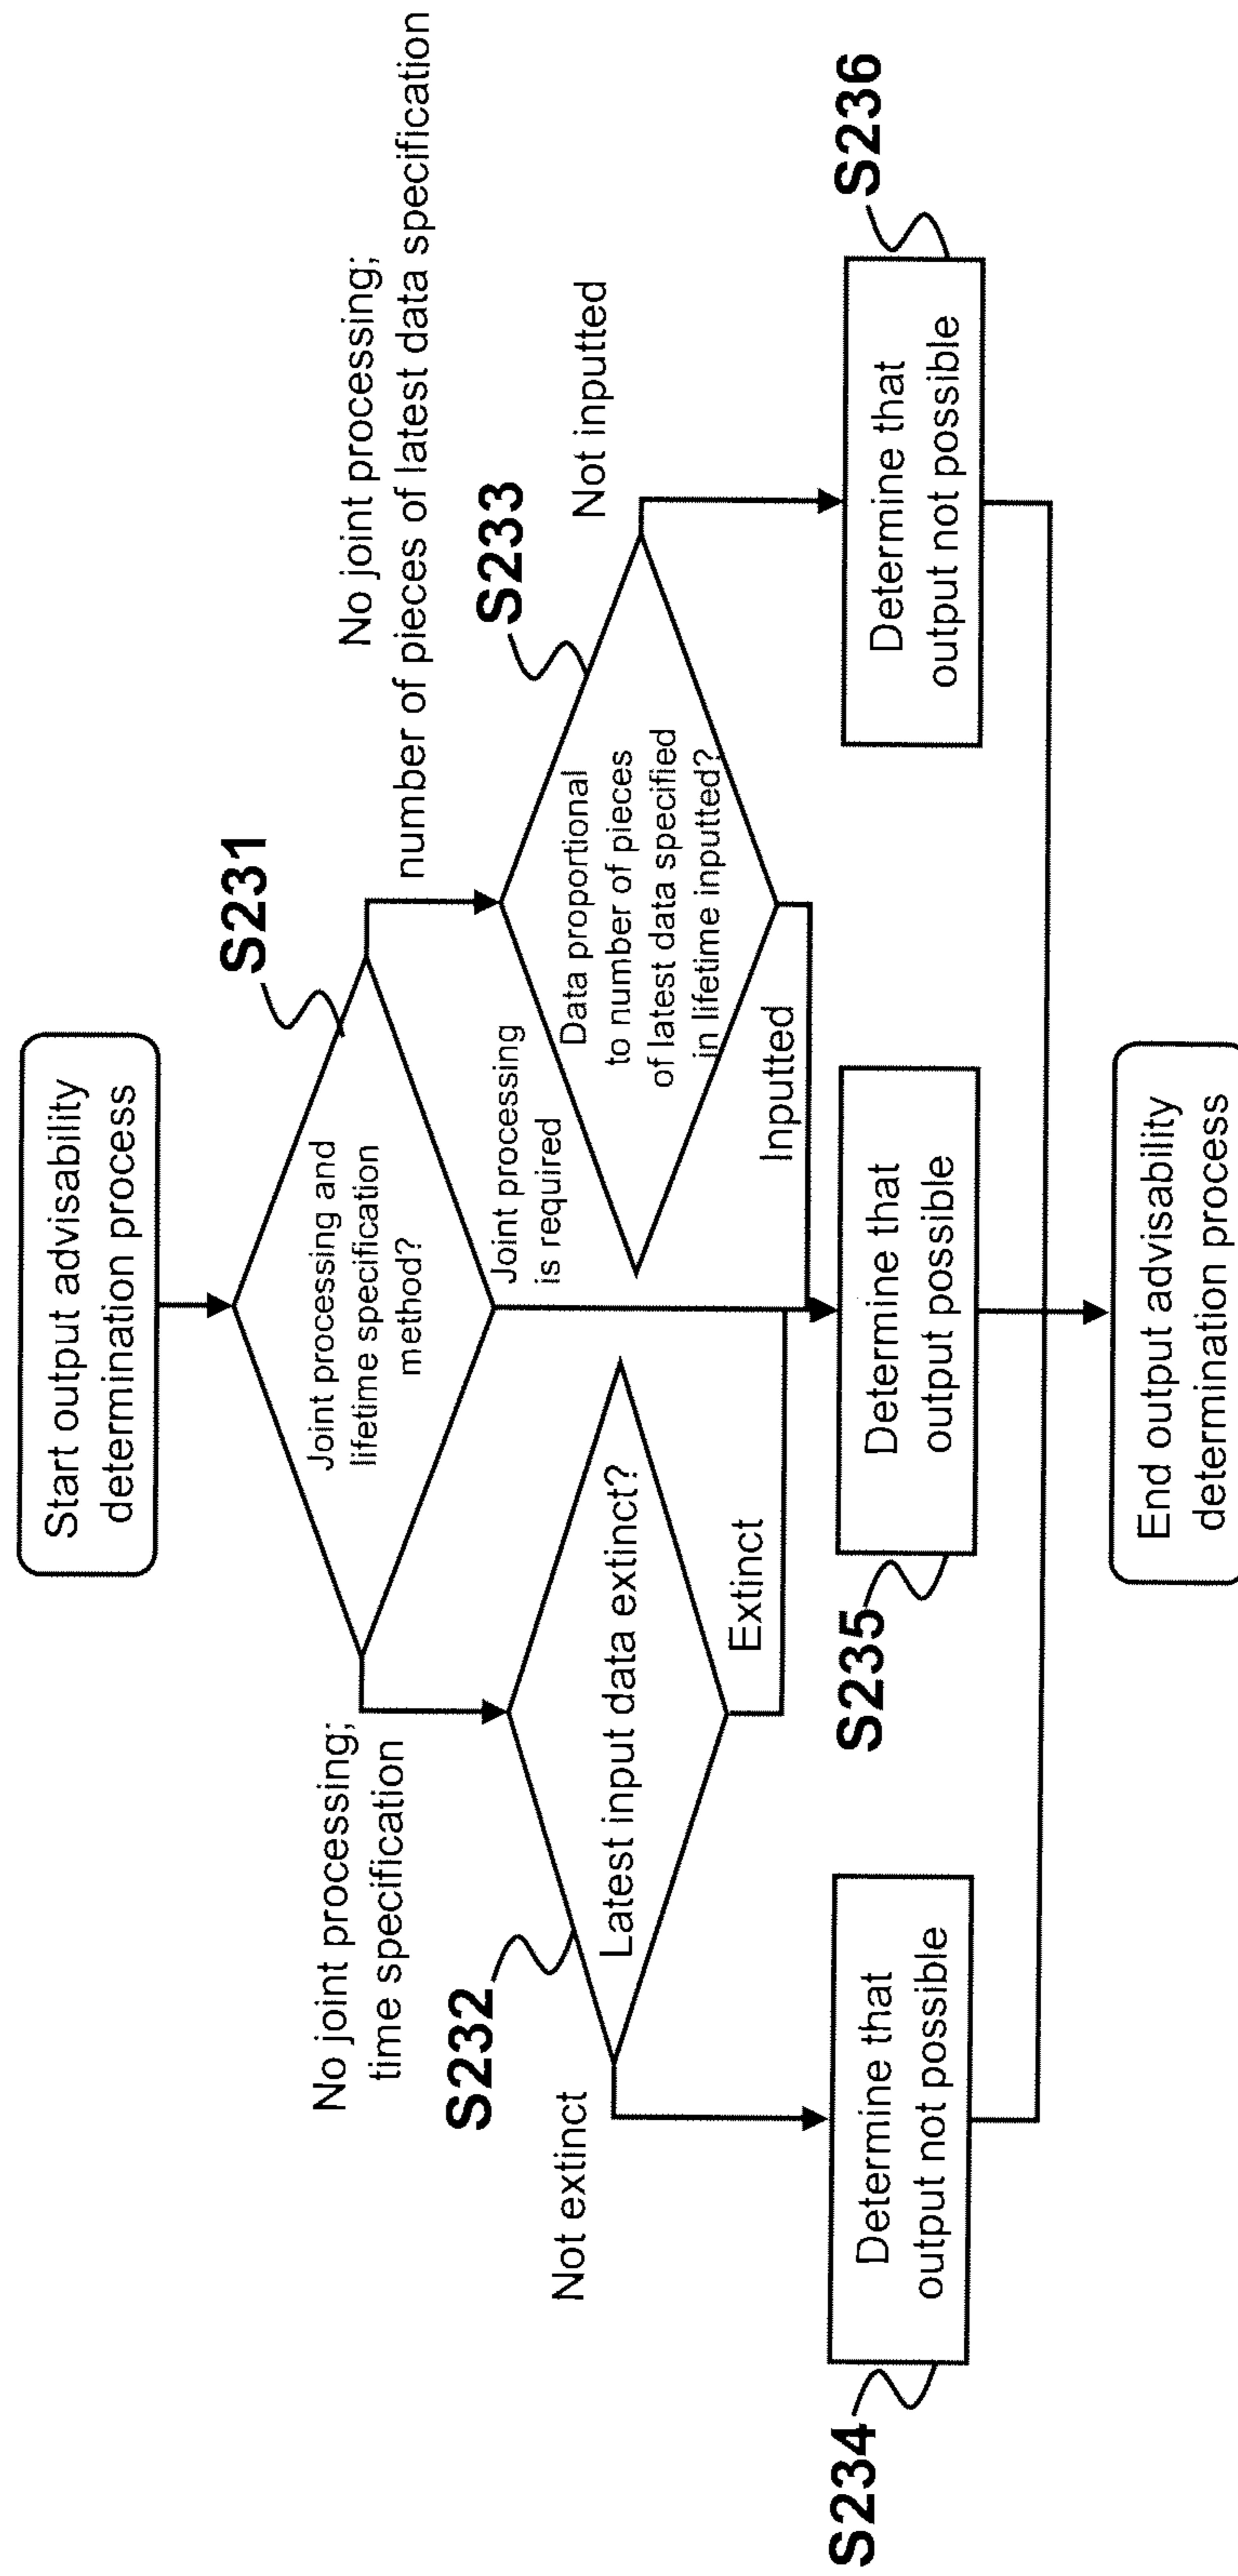 Start output advisability
determination process
S231
Joint processing and
lifetime specification
method?
No joint processing;
time specification
No joint processing;
number of pieces of latest data specification
Joint processing
is required
S232
Latest input data extinct?
S233
Data proportional
to number of pieces
of latest data specified
in lifetime inputted?
Not extinct
Extinct
Inputted
Not inputted
S234
Determine that
output not possible
S235
Determine that
output possible
S236
Determine that
output not possible
End output advisability
determination process